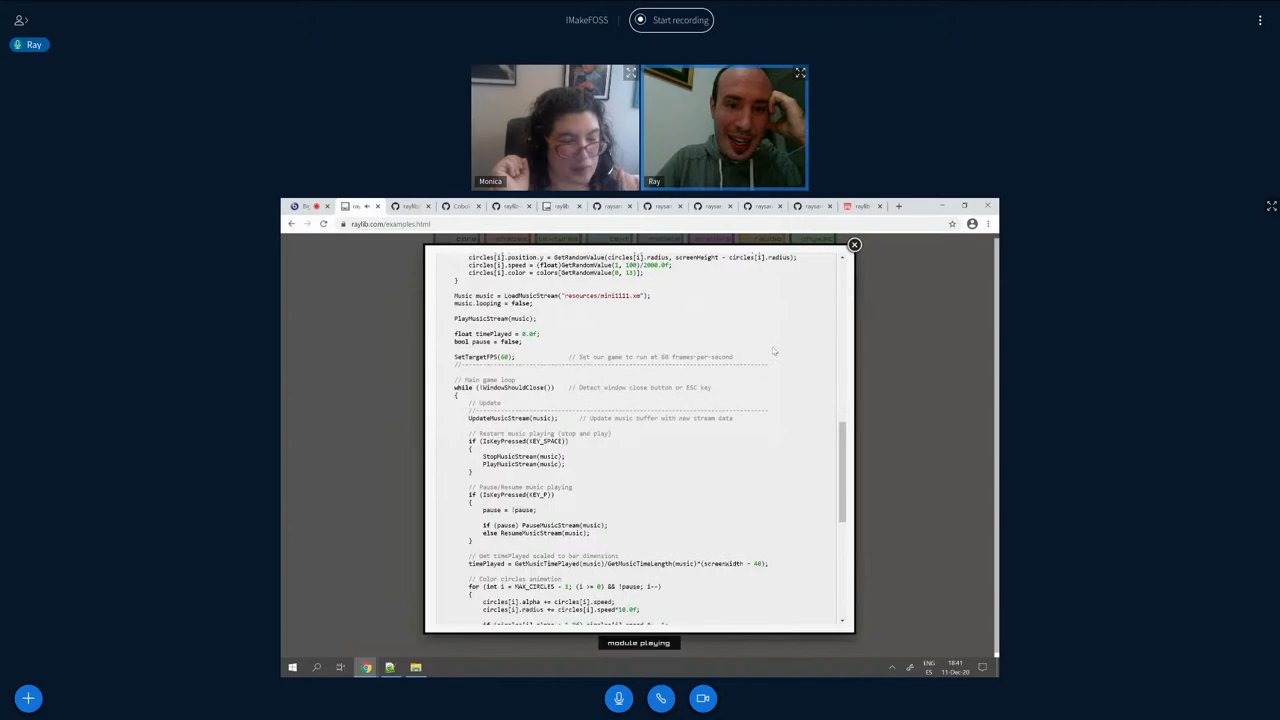 IMakeFOSS
Start recording
Ray
Monica
Ray
raylib.com/examples.html
circles[i].position.y = GetRandomValue(circles[i].radius, screenHeight - circles[i].radius);
circles[i].speed = (float)GetRandomValue(1, 100)/2000.0f;
circles[i].color = colors[GetRandomValue(0, 13)];
}
Music music = LoadMusicStream("resources/mini1111.xm");
music.looping = false;
PlayMusicStream(music);
float timePlayed = 0.0f;
bool pause = false;
SetTargetFPS(60); // Set our game to run at 60 frames-per-second
//--------------------------------------------------------------------------------------
// Main game loop
while (!WindowShouldClose()) // Detect window close button or ESC key
{
// Update
//----------------------------------------------------------------------------------
UpdateMusicStream(music); // Update music buffer with new stream data
// Restart music playing (stop and play)
if (IsKeyPressed(KEY_SPACE))
{
StopMusicStream(music);
PlayMusicStream(music);
}
// Pause/Resume music playing
if (IsKeyPressed(KEY_P))
{
pause = !pause;
if (pause) PauseMusicStream(music);
else ResumeMusicStream(music);
}
// Get timePlayed scaled to bar dimensions
timePlayed = GetMusicTimePlayed(music)/GetMusicTimeLength(music)*(screenWidth - 40);
// Color circles animation
for (int i = MAX_CIRCLES - 1; (i >= 0) && !pause; i--)
{
circles[i].alpha += circles[i].speed;
circles[i].radius += circles[i].speed*10.0f;
module playing
ENG 18:41
ES 11-Dec-20